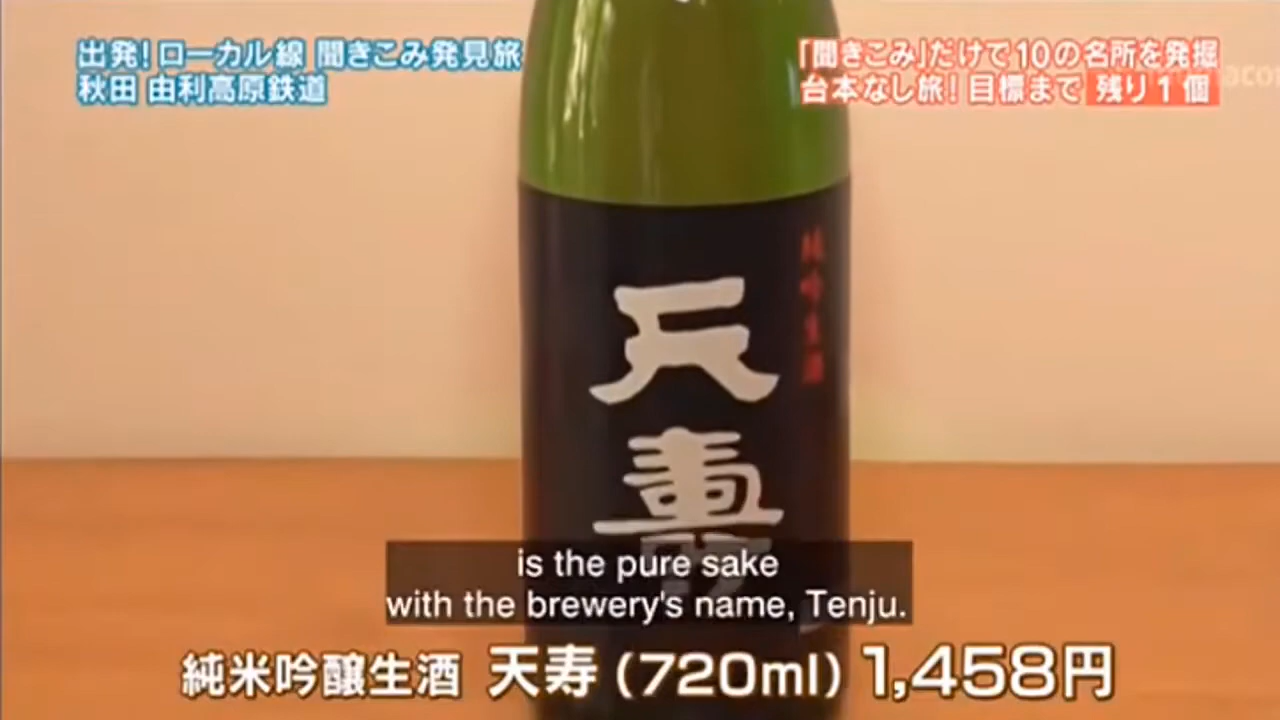 出発!ローカル線 聞きこみ発見旅
秋田 由利高原鉄道
「聞きこみ」だけで10の名所を発掘
台本なし旅!目標まで 残り1個
純吟生酒
天壽
is the pure sake
with the brewery's name, Tenju.
純米吟醸生酒 天寿(720ml)1,458円